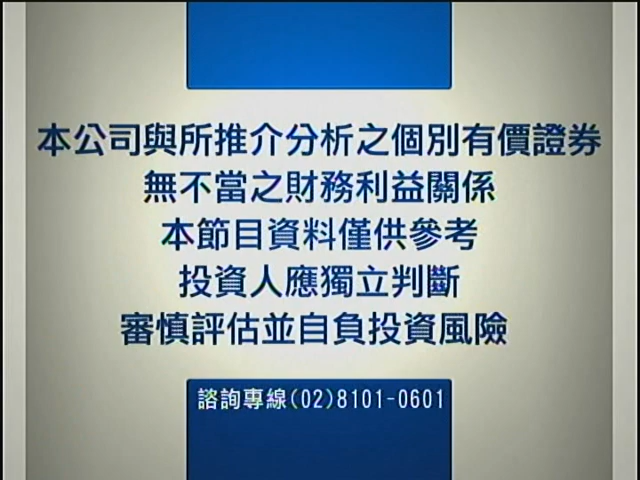 本公司與所推介分析之個別有價證券
無不當之財務利益關係
本節目資料僅供參考
投資人應獨立判斷
審慎評估並自負投資風險
諮詢專線(02)8101-0601